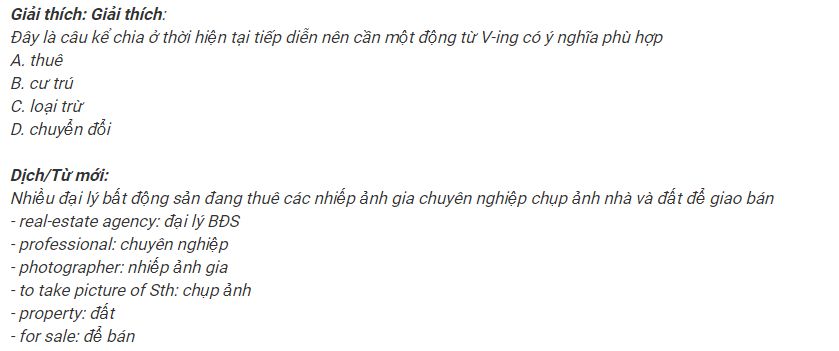 Giải thích: Giải thích:
Đây là câu kể chia ở thời hiện tại tiếp diễn nên cần một động từ V-ing có ý nghĩa phù hợp
A. thuê
B. cư trú
C. loại trừ
D. chuyển đổi
Dịch/Từ mới:
Nhiều đại lý bất động sản đang thuê các nhiếp ảnh gia chuyên nghiệp chụp ảnh nhà và đất để giao bán
- real-estate agency: đại lý BĐS
- professional: chuyên nghiệp
- photographer: nhiếp ảnh gia
- to take picture of Sth: chụp ảnh
- property: đất
- for sale: để bán